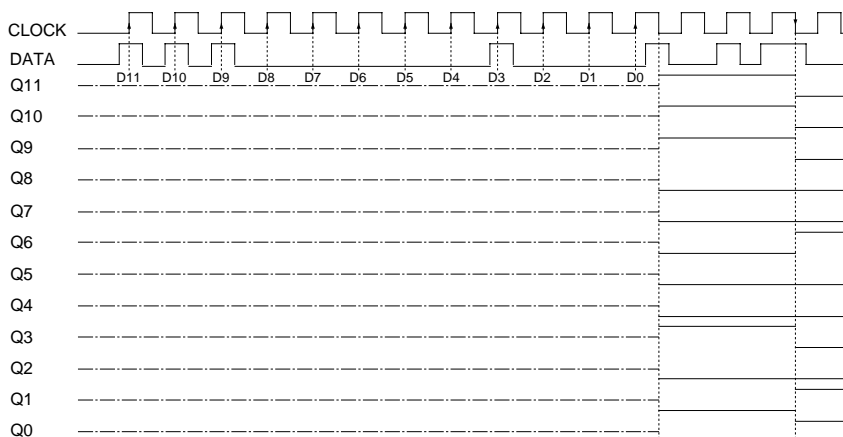 CLOCK
DATA
D11 D10 D9 D8 D7 D6 D5 D4 D3 D2 D1 D0
Q11
Q10
Q9
Q8
Q7
Q6
Q5
Q4
Q3
Q2
Q1
Q0